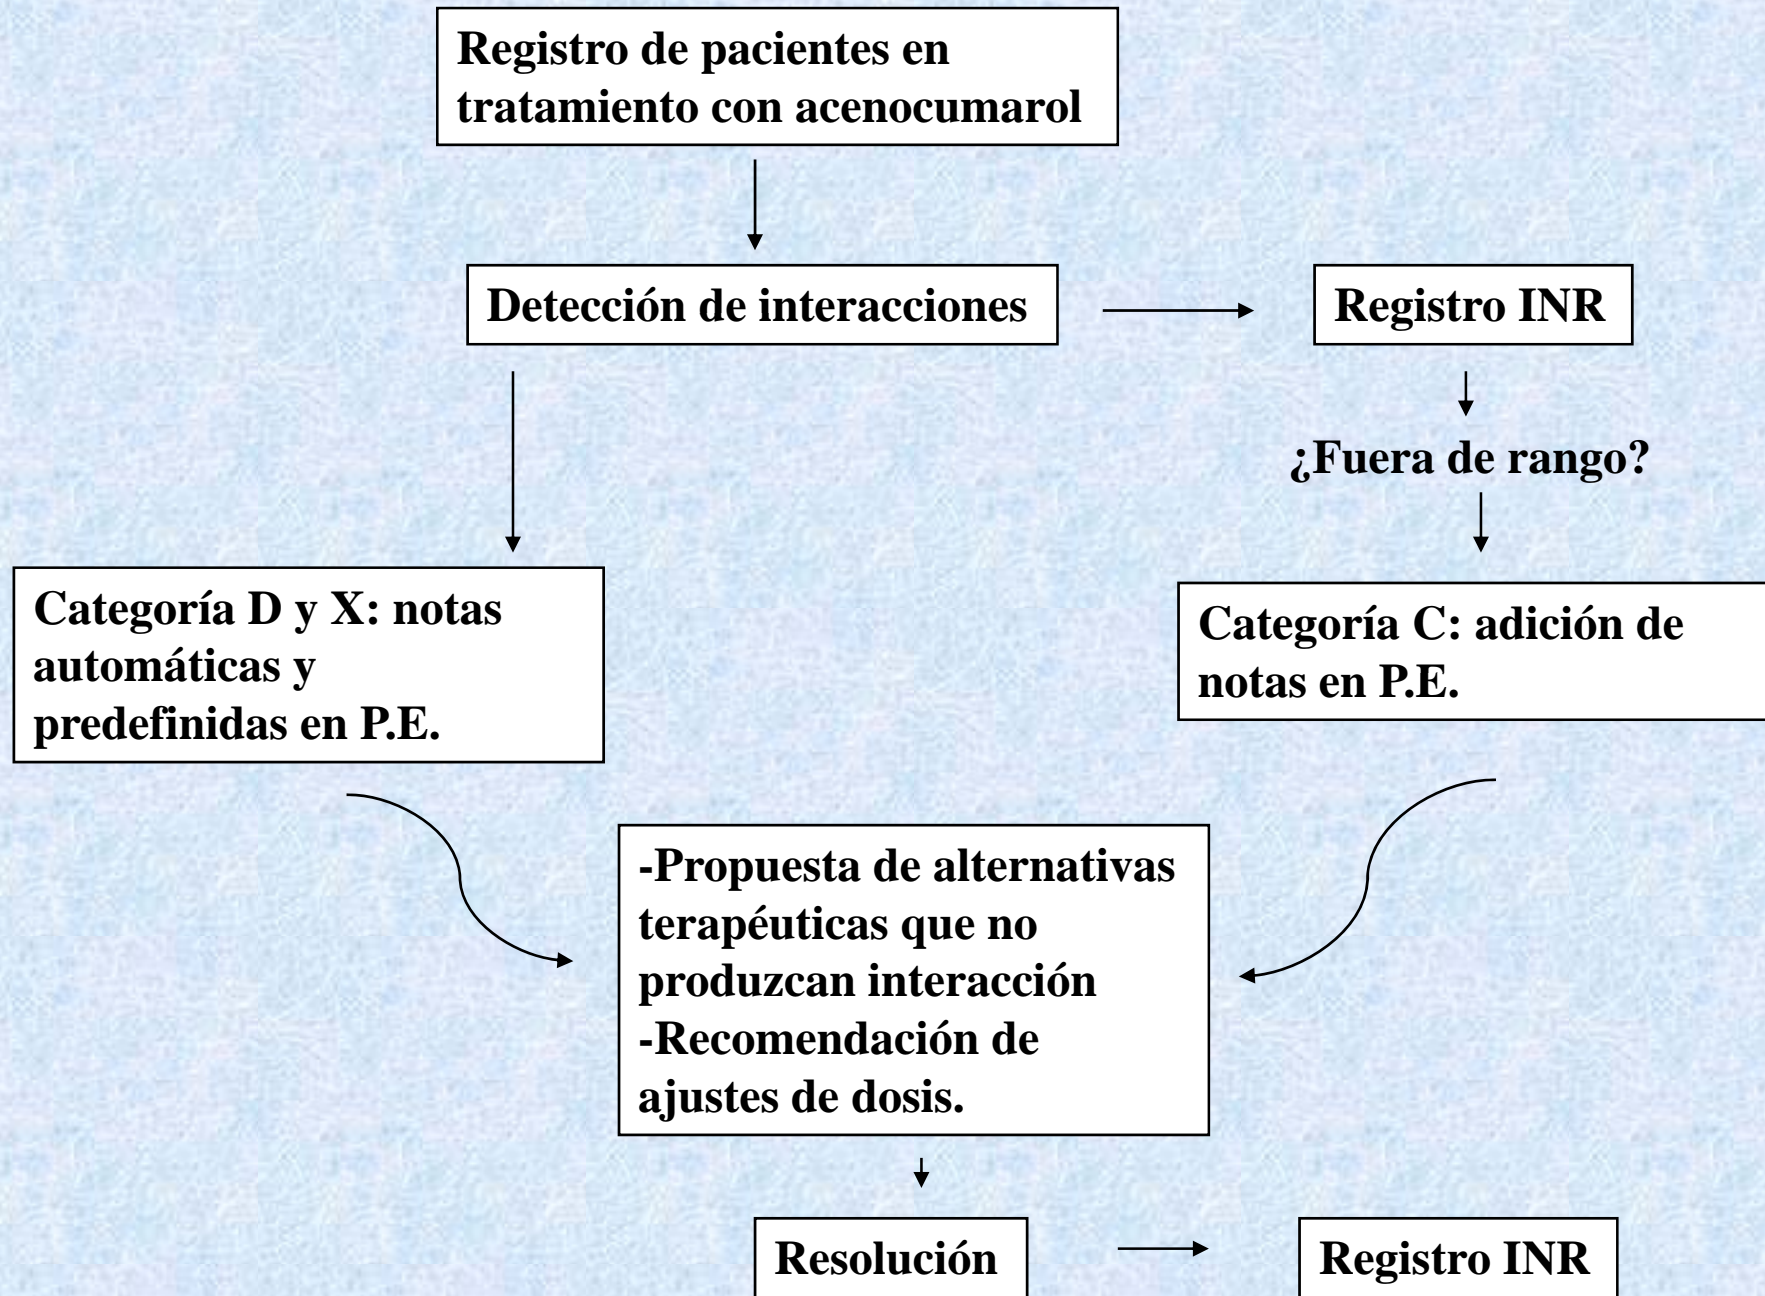 Registro de pacientes en
tratamiento con acenocumarol
Detección de interacciones
Registro INR
¿Fuera de rango?
Categoría D y X: notas
automáticas y
predefinidas en P.E.
Categoría C: adición de
notas en P.E.
-Propuesta de alternativas
terapéuticas que no
produzcan interacción
-Recomendación de
ajustes de dosis.
Resolución
Registro INR